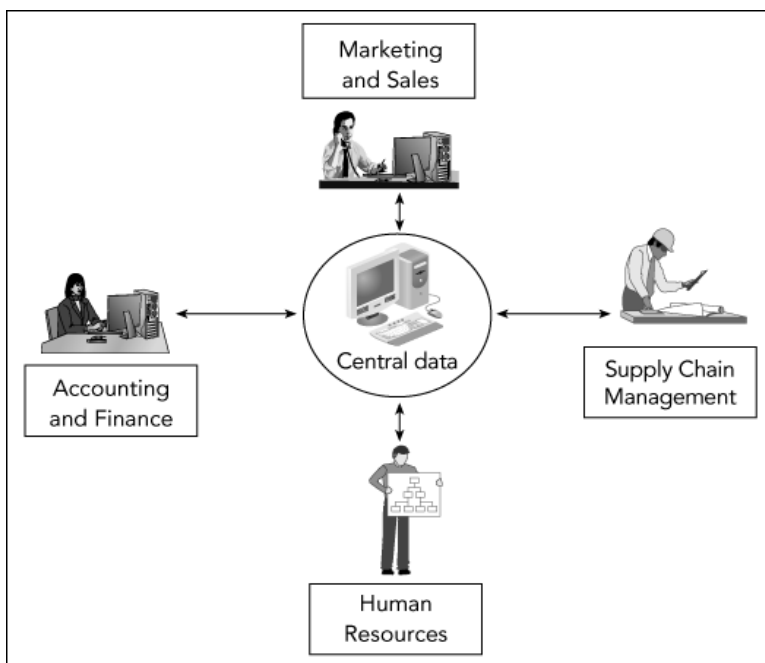 Marketing
and Sales
Central data
Accounting
and Finance
Supply Chain
Management
Human
Resources